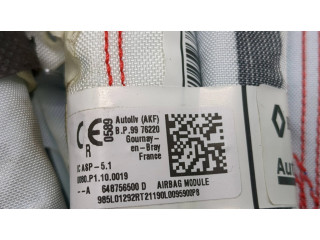 CE
0589
R
Autoliv (AKF)
B.P.99 76220
Gournay-
en-Bray
France
C ASP-5.1
.P1.10.0019
--A 648756500 D AIRBAG MODULE
Aut